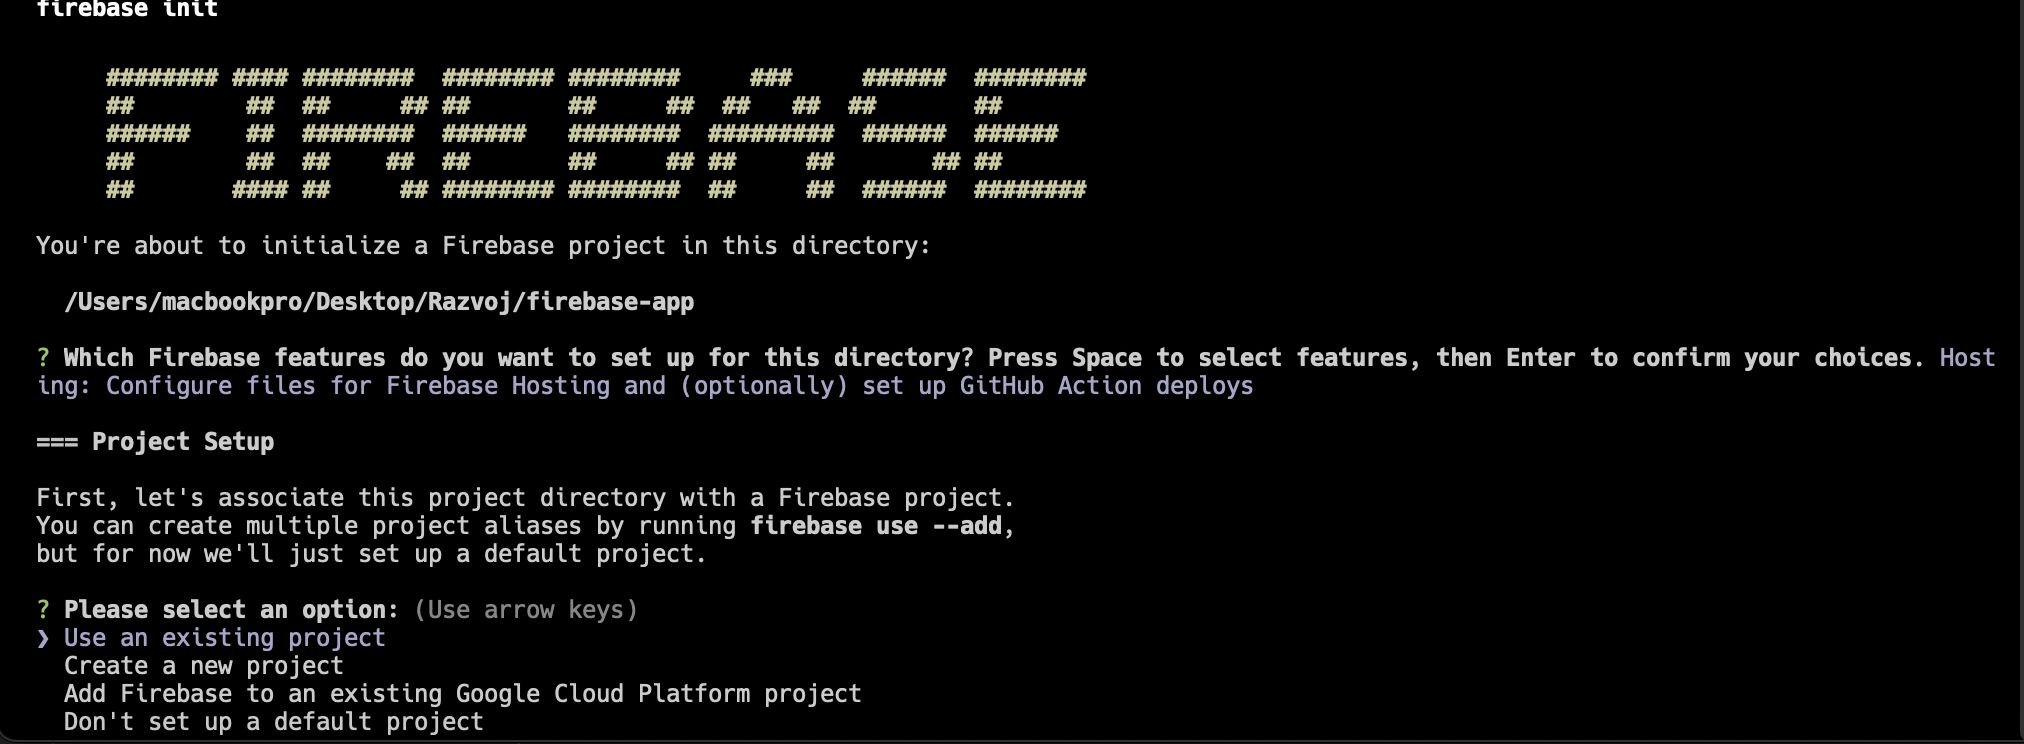 firebase init
######## #### ########  ######## ########     ###     ######  ########
##        ##  ##     ## ##       ##     ##  ##   ##  ##       ##
######    ##  ########  ######   ########  #########  ######  ######
##        ##  ##    ##  ##       ##     ## ##     ##       ## ##
##       #### ##     ## ######## ########  ##     ##  ######  ########
You're about to initialize a Firebase project in this directory:
/Users/macbookpro/Desktop/Razvoj/firebase-app
? Which Firebase features do you want to set up for this directory? Press Space to select features, then Enter to confirm your choices. Host
ing: Configure files for Firebase Hosting and (optionally) set up GitHub Action deploys
=== Project Setup
First, let's associate this project directory with a Firebase project.
You can create multiple project aliases by running firebase use --add,
but for now we'll just set up a default project.
? Please select an option: (Use arrow keys)
❯ Use an existing project
Create a new project
Add Firebase to an existing Google Cloud Platform project
Don't set up a default project